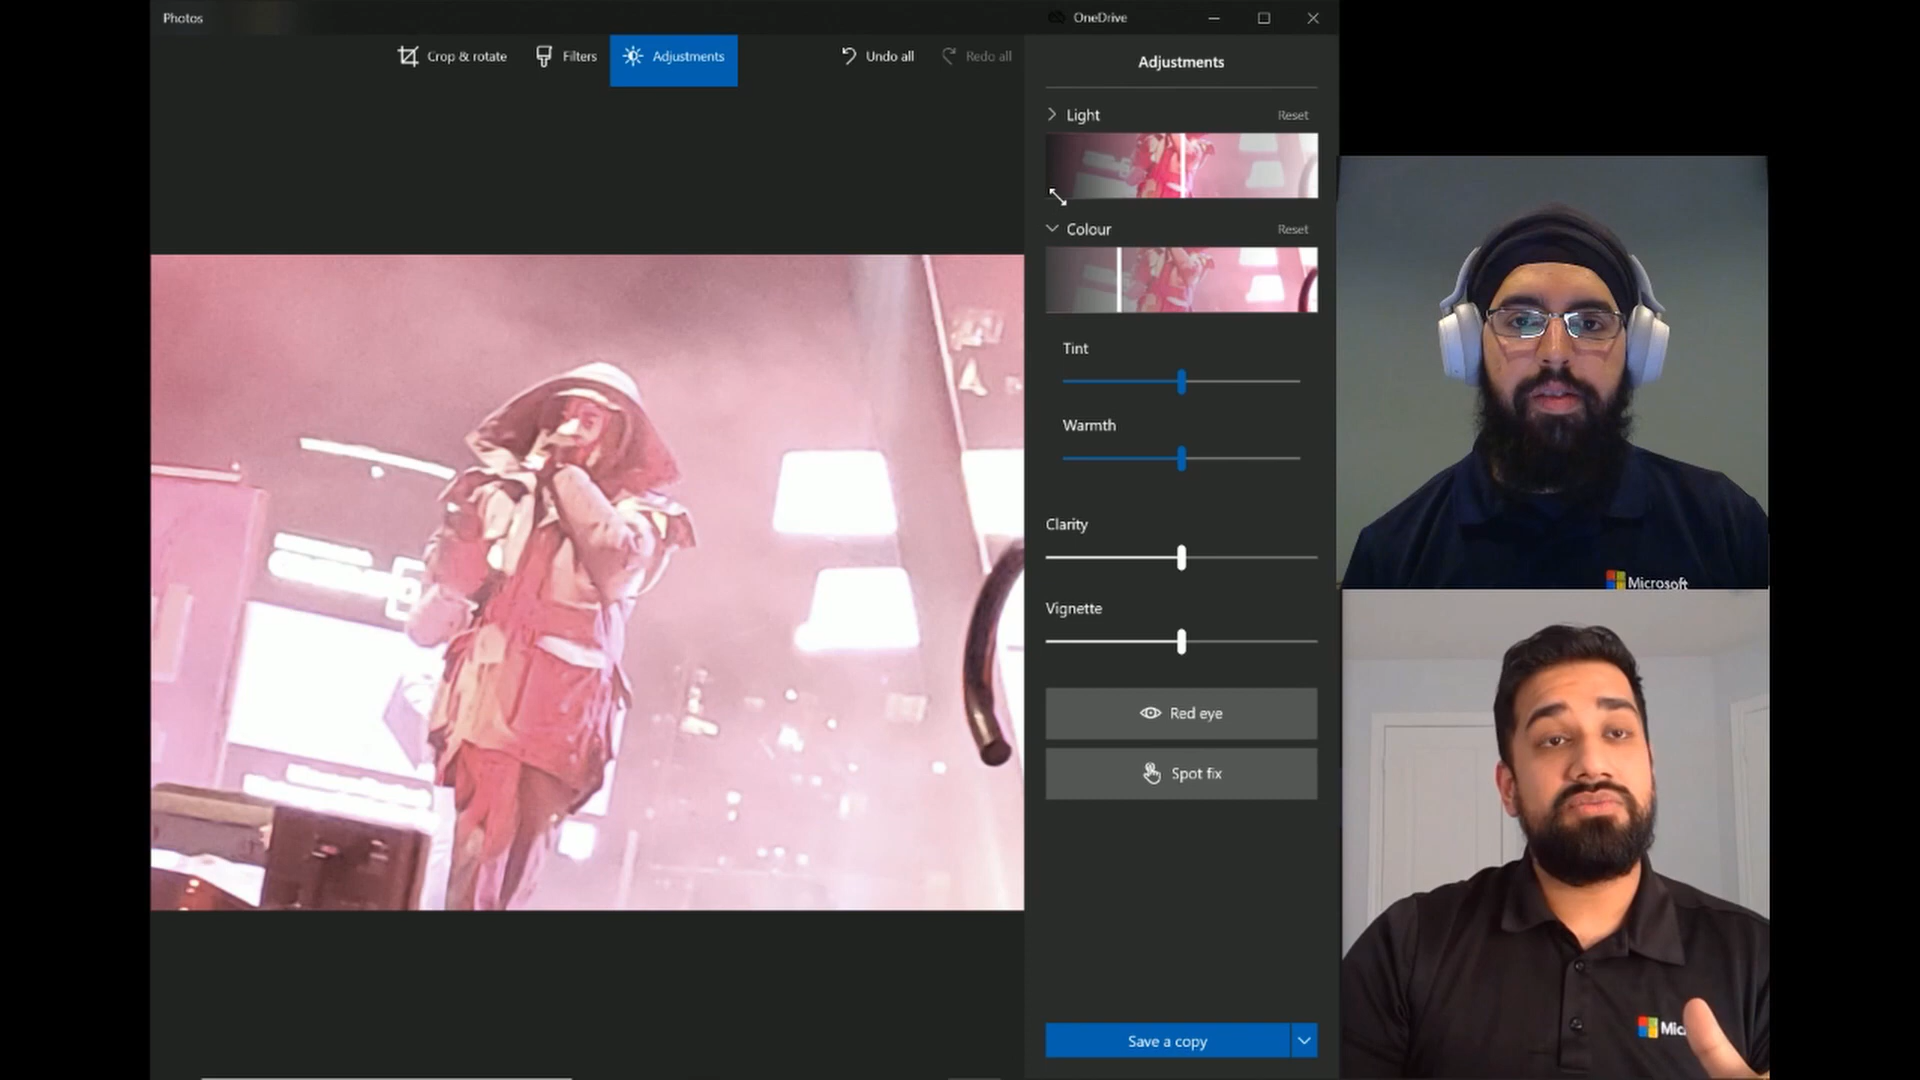 Photos
OneDrive
Crop & rotate
Filters
Adjustments
Undo all
Redo all
Adjustments
Light
Reset
Colour
Reset
Tint
Warmth
Clarity
Vignette
Red eye
Spot fix
Save a copy
Microsoft
Mic